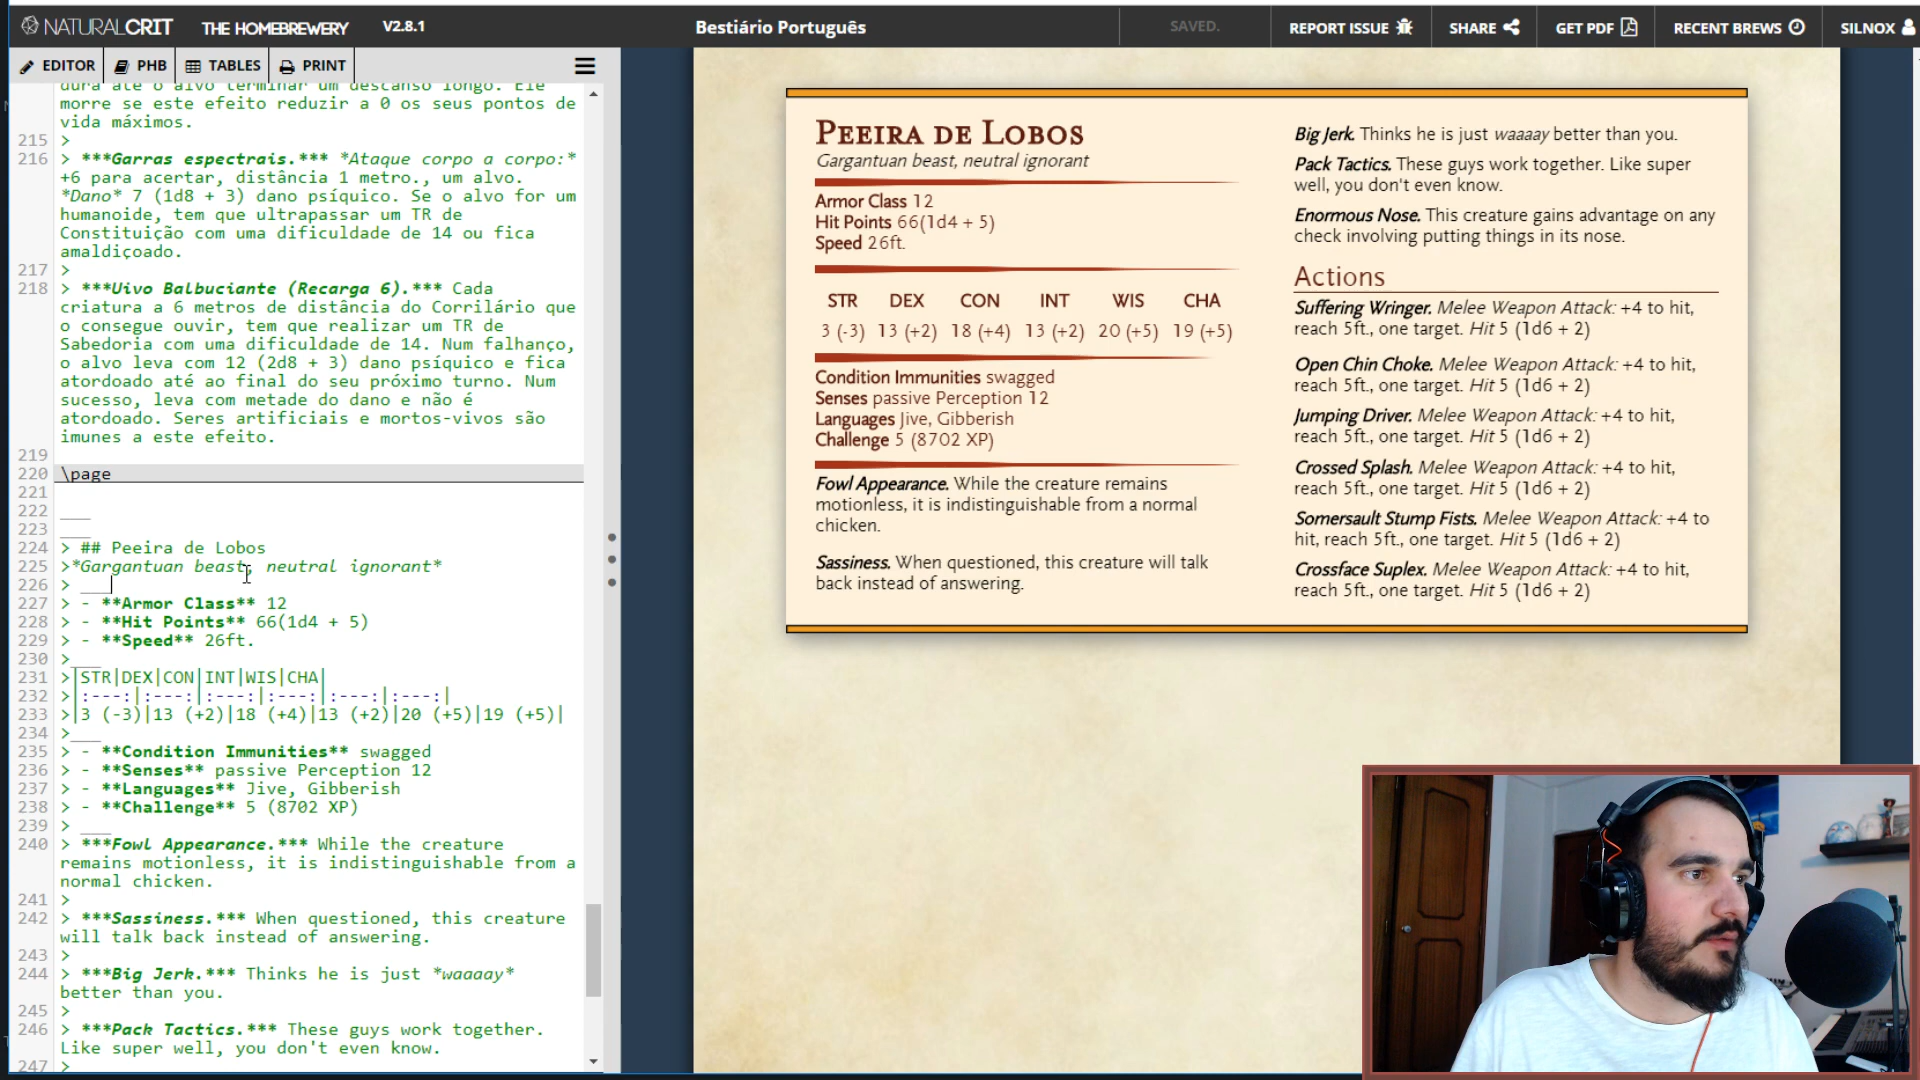 NATURALCRIT THE HOMEBREWERY V2.8.1 Bestiário Português SAVED. REPORT ISSUE SHARE GET PDF RECENT BREWS SILNOX
EDITOR PHB TABLES PRINT
dura até o alvo terminar um descanso longo. Ele
morre se este efeito reduzir a 0 os seus pontos de
vida máximos.
215 >
216 > ***Garras espectrais.*** *Ataque corpo a corpo:*
+6 para acertar, distância 1 metro., um alvo.
*Dano* 7 (1d8 + 3) dano psíquico. Se o alvo for um
humanoide, tem que ultrapassar um TR de
Constituição com uma dificuldade de 14 ou fica
amaldiçoado.
217 >
218 > ***Uivo Balbuciante (Recarga 6).*** Cada
criatura a 6 metros de distância do Corrilário que
o consegue ouvir, tem que realizar um TR de
Sabedoria com uma dificuldade de 14. Num falhanço,
o alvo leva com 12 (2d8 + 3) dano psíquico e fica
atordoado até ao final do seu próximo turno. Num
sucesso, leva com metade do dano e não é
atordoado. Seres artificiais e mortos-vivos são
imunes a este efeito.
219
220 \page
221
222 ___
223 ___
224 > ## Peeira de Lobos
225 >*Gargantuan beast, neutral ignorant*
226 > ___
227 > - **Armor Class** 12
228 > - **Hit Points** 66(1d4 + 5)
229 > - **Speed** 26ft.
230 >___
231 >|STR|DEX|CON|INT|WIS|CHA|
232 >|:---:|:---:|:---:|:---:|:---:|:---:|
233 >|3 (-3)|13 (+2)|18 (+4)|13 (+2)|20 (+5)|19 (+5)|
234 >___
235 > - **Condition Immunities** swagged
236 > - **Senses** passive Perception 12
237 > - **Languages** Jive, Gibberish
238 > - **Challenge** 5 (8702 XP)
239 > ___
240 > ***Fowl Appearance.*** While the creature
remains motionless, it is indistinguishable from a
normal chicken.
241 >
242 > ***Sassiness.*** When questioned, this creature
will talk back instead of answering.
243 >
244 > ***Big Jerk.*** Thinks he is just *waaaay*
better than you.
245 >
246 > ***Pack Tactics.*** These guys work together.
Like super well, you don't even know.
247 >
Peeira de Lobos
Gargantuan beast, neutral ignorant
Armor Class 12
Hit Points 66(1d4 + 5)
Speed 26ft.
STR DEX CON INT WIS CHA
3 (-3) 13 (+2) 18 (+4) 13 (+2) 20 (+5) 19 (+5)
Condition Immunities swagged
Senses passive Perception 12
Languages Jive, Gibberish
Challenge 5 (8702 XP)
Fowl Appearance. While the creature remains
motionless, it is indistinguishable from a normal
chicken.
Sassiness. When questioned, this creature will talk
back instead of answering.
Big Jerk. Thinks he is just waaaay better than you.
Pack Tactics. These guys work together. Like super
well, you don't even know.
Enormous Nose. This creature gains advantage on any
check involving putting things in its nose.
Actions
Suffering Wringer. Melee Weapon Attack: +4 to hit,
reach 5ft., one target. Hit 5 (1d6 + 2)
Open Chin Choke. Melee Weapon Attack: +4 to hit,
reach 5ft., one target. Hit 5 (1d6 + 2)
Jumping Driver. Melee Weapon Attack: +4 to hit,
reach 5ft., one target. Hit 5 (1d6 + 2)
Crossed Splash. Melee Weapon Attack: +4 to hit,
reach 5ft., one target. Hit 5 (1d6 + 2)
Somersault Stump Fists. Melee Weapon Attack: +4 to
hit, reach 5ft., one target. Hit 5 (1d6 + 2)
Crossface Suplex. Melee Weapon Attack: +4 to hit,
reach 5ft., one target. Hit 5 (1d6 + 2)